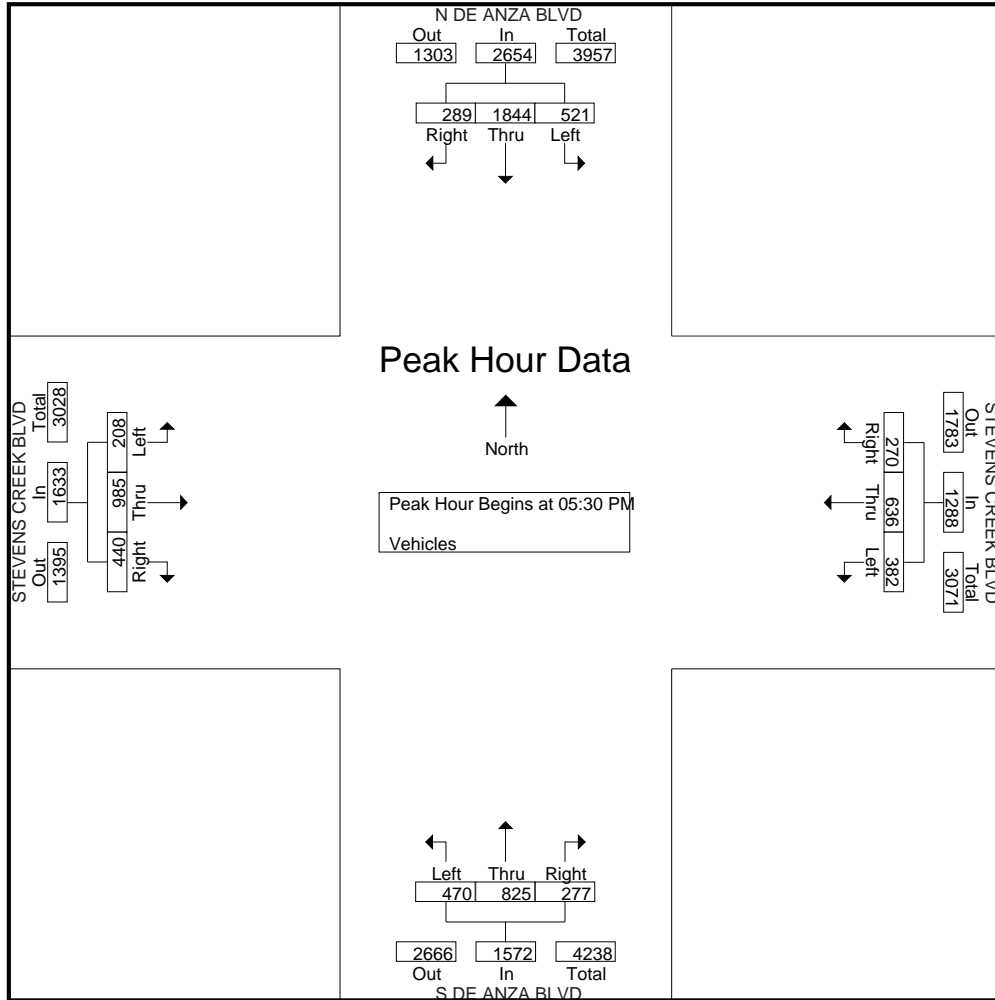 N DE ANZA BLVD
Out In Total
1303 2654 3957
289 1844 521
Right Thru Left
Peak Hour Data
North
Peak Hour Begins at 05:30 PM
Vehicles
STEVENS CREEK BLVD
Out In Total
1395 1633 3028
440 985 208
Right Thru Left
STEVENS CREEK BLVD
Out In Total
1783 1288 3071
Right Thru Left
270 636 382
Left Thru Right
470 825 277
2666 1572 4238
Out In Total
S DE ANZA BLVD